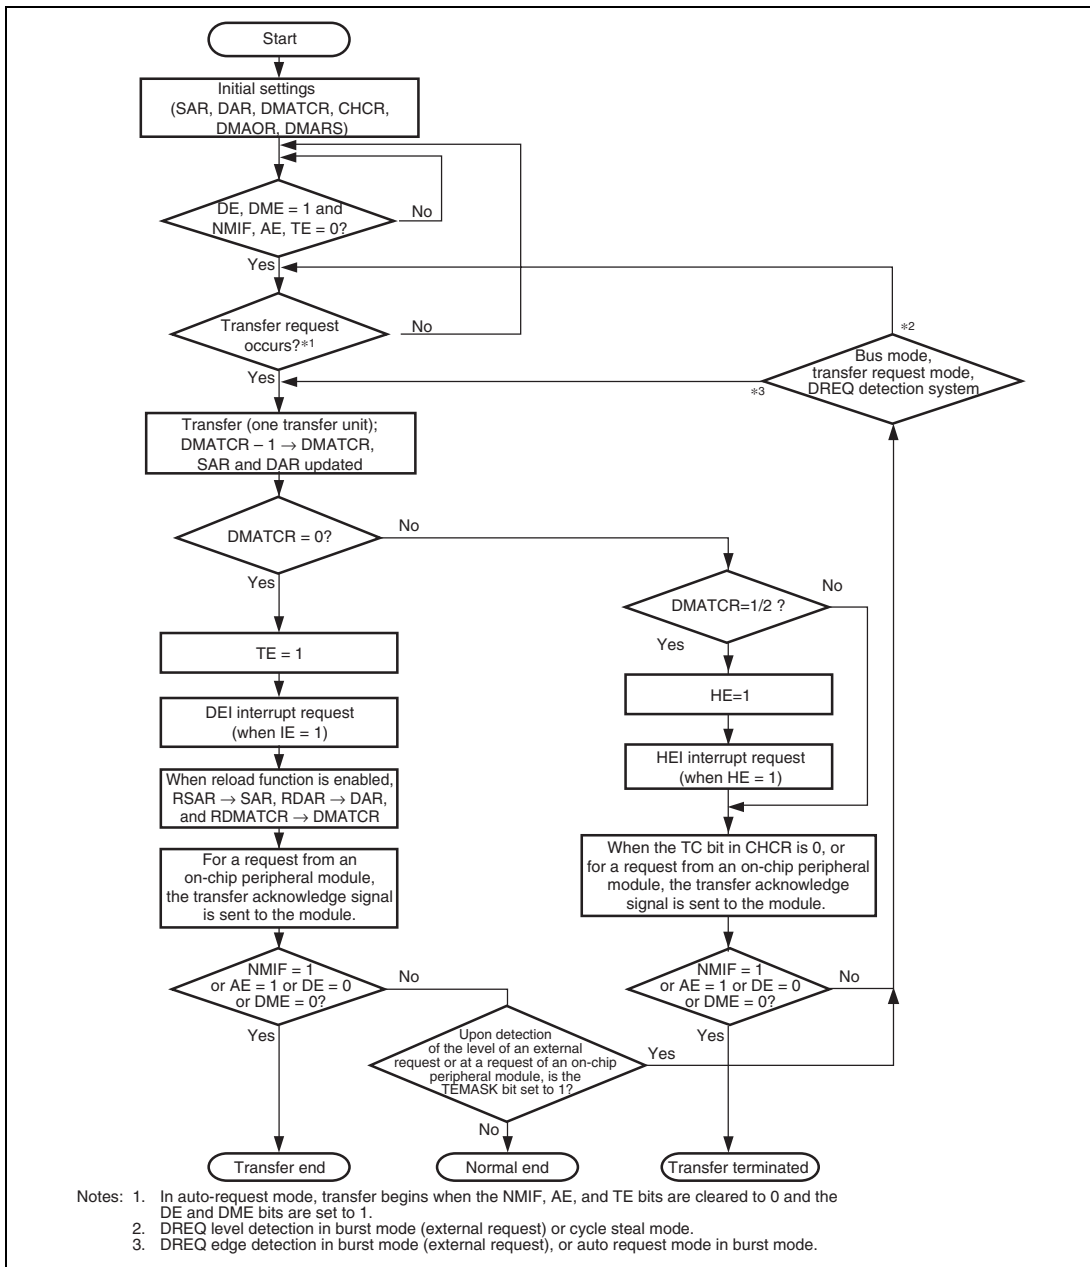 Start
Initial settings
(SAR, DAR, DMATCR, CHCR,
DMAOR, DMARS)
DE, DME = 1 and
NMIF, AE, TE = 0?
No
Yes
Transfer request
occurs?*1
No
Yes
*2
Bus mode,
transfer request mode,
DREQ detection system
*3
Transfer (one transfer unit);
DMATCR – 1 → DMATCR,
SAR and DAR updated
DMATCR = 0?
No
Yes
DMATCR=1/2 ?
No
Yes
TE = 1
HE=1
DEI interrupt request
(when IE = 1)
HEI interrupt request
(when HE = 1)
When reload function is enabled,
RSAR → SAR, RDAR → DAR,
and RDMATCR → DMATCR
For a request from an
on-chip peripheral module,
the transfer acknowledge signal
is sent to the module.
When the TC bit in CHCR is 0, or
for a request from an on-chip peripheral
module, the transfer acknowledge
signal is sent to the module.
NMIF = 1
or AE = 1 or DE = 0
or DME = 0?
No
Yes
NMIF = 1
or AE = 1 or DE = 0
or DME = 0?
No
Yes
Upon detection
of the level of an external
request or at a request of an on-chip
peripheral module, is the
TEMASK bit set to 1?
Yes
No
Transfer end
Normal end
Transfer terminated
Notes: 1. In auto-request mode, transfer begins when the NMIF, AE, and TE bits are cleared to 0 and the
DE and DME bits are set to 1.
2. DREQ level detection in burst mode (external request) or cycle steal mode.
3. DREQ edge detection in burst mode (external request), or auto request mode in burst mode.